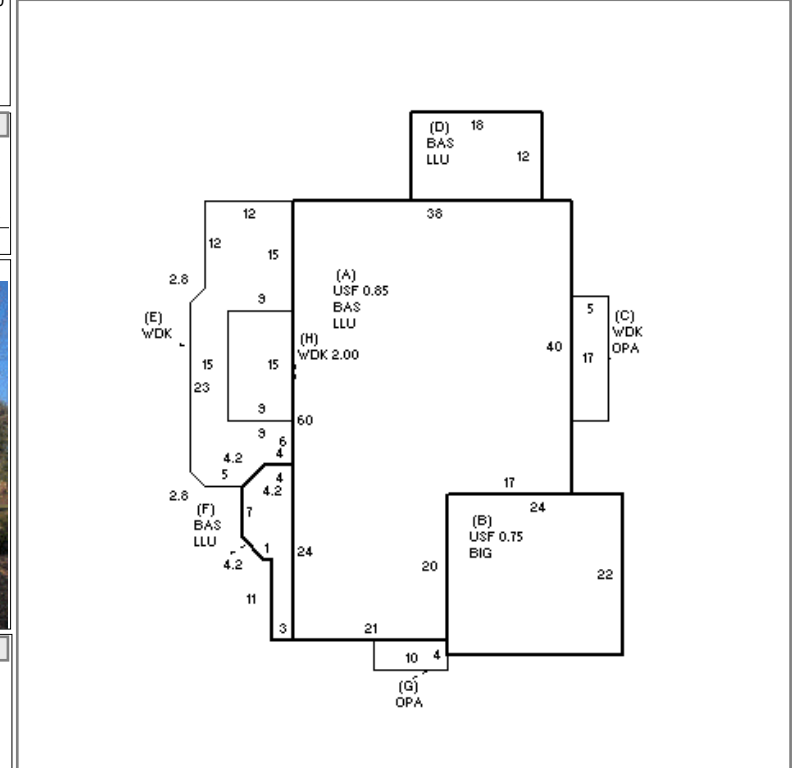 (D)
18
BAS
LLU
12
12
38
12
15
(A)
USF 0.85
BAS
LLU
2.8
9
5
(E)
WDK
(C)
WDK
OPA
(H)
WDK 2.00
40
15
15
17
23
9
60
9
6
4
4.2
5
4
4.2
17
24
2.8
(F)
BAS
LLU
7
(B)
USF 0.75
BIG
1
24
4.2
20
22
11
3
21
10
4
(G)
OPA